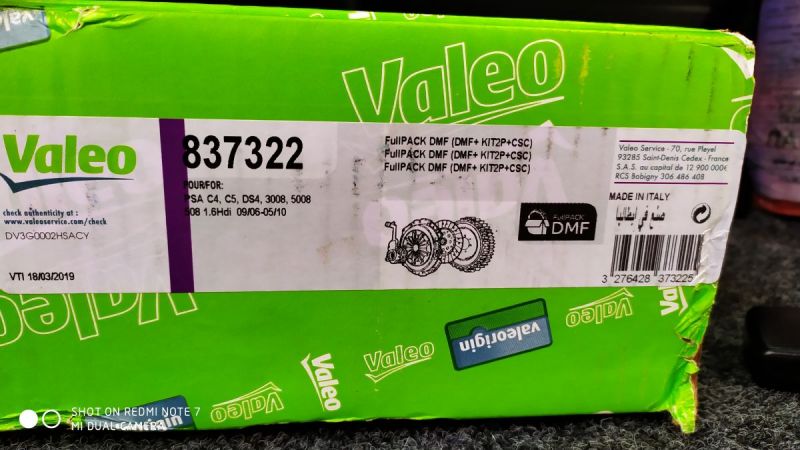 Valeo
Valeo
837322
POUR/FOR:
PSA C4, C5, DS4, 3008, 5008
508 1.6Hdi 09/06-05/10
FullPACK DMF (DMF+ KIT2P+CSC)
FullPACK DMF (DMF+ KIT2P+CSC)
FullPACK DMF (DMF+ KIT2P+CSC)
Valeo Service - 70, rue Pleyel
93285 Saint-Denis Cedex - France
S.A.S. au capital de 12 900 000€
RCS Bobigny 306 486 408
MADE IN ITALY
صنع في ايطاليا
check authenticity at :
www.valeoservice.com/check
DV3G0002HSACY
VTI 18/03/2019
FullPACK
DMF
3 276428 373225
Valeo
Valeo
Valeo
Valeo
valeorigin
Valeo
Valeo
Valeo
SHOT ON REDMI NOTE 7
MI DUAL CAMERA